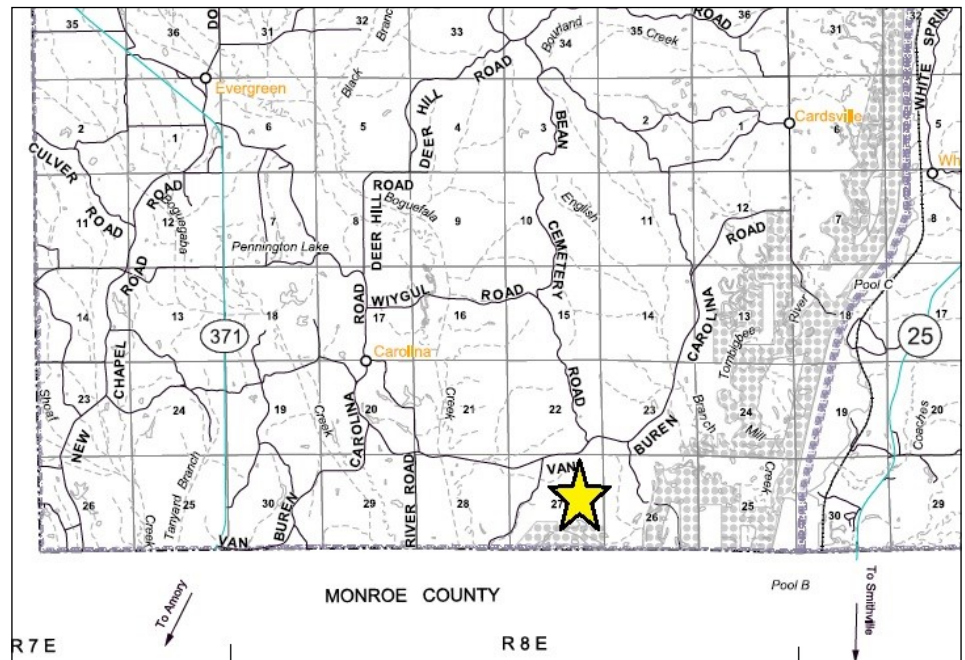 35
36
DO
31
32
Branc
33
Bourland
34
35
Creek
ROAD
36
31
32
WHITE SPRIN
Evergreen
Black
DEER HILL ROAD
BEAN
Cardsville
2
1
6
5
4
3
2
1
6
5
CULVER
ROAD
Wh
ROAD
DEER HILL
Boguefala
English
11
12
Boguegaba
7
8
9
10
11
12
ROAD
7
8
ROAD
Pennington Lake
CEMETERY
River
Pool C
ROAD
WIYGUL
ROAD
14
13
18
17
16
15
14
CAROLINA
13
18
17
371
25
Tombigbee
CHAPEL
Carolina
ROAD
Shoaf
23
24
19
Creek
20
Creek
21
22
23
Branch
24
Mill
19
Coaches
20
NEW
CAROLINA
RIVER ROAD
BUREN
VAN
26
Creek
Tanyard Branch
25
30
BUREN
29
28
27
26
25
Creek
30
29
VAN
MONROE COUNTY
Pool B
To Amory
To Smithville
R 7 E
R 8 E